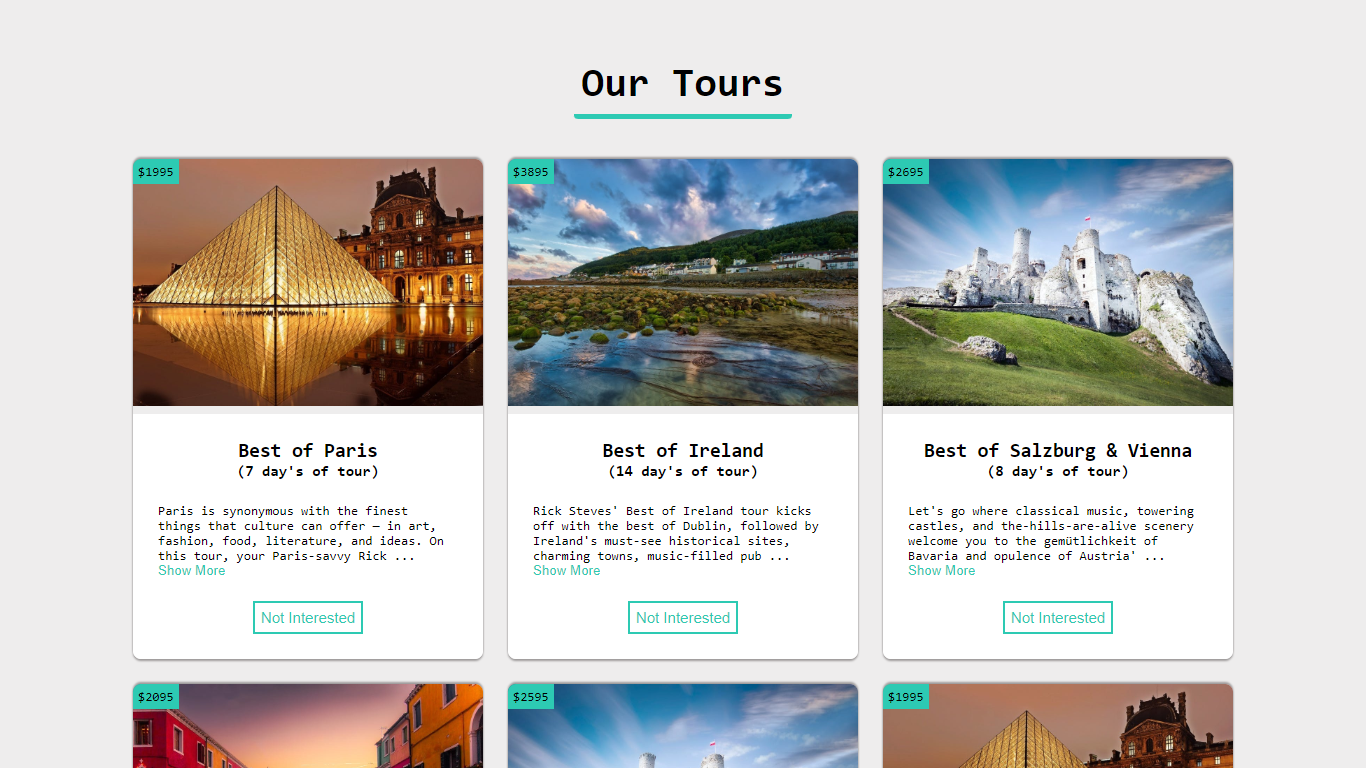 Our Tours
$1995
$3895
$2695
Best of Paris
(7 day's of tour)
Paris is synonymous with the finest
things that culture can offer — in art,
fashion, food, literature, and ideas. On
this tour, your Paris-savvy Rick ...
Show More
Not Interested
Best of Ireland
(14 day's of tour)
Rick Steves' Best of Ireland tour kicks
off with the best of Dublin, followed by
Ireland's must-see historical sites,
charming towns, music-filled pub ...
Show More
Not Interested
Best of Salzburg & Vienna
(8 day's of tour)
Let's go where classical music, towering
castles, and the-hills-are-alive scenery
welcome you to the gemütlichkeit of
Bavaria and opulence of Austria' ...
Show More
Not Interested
$2095
$2595
$1995